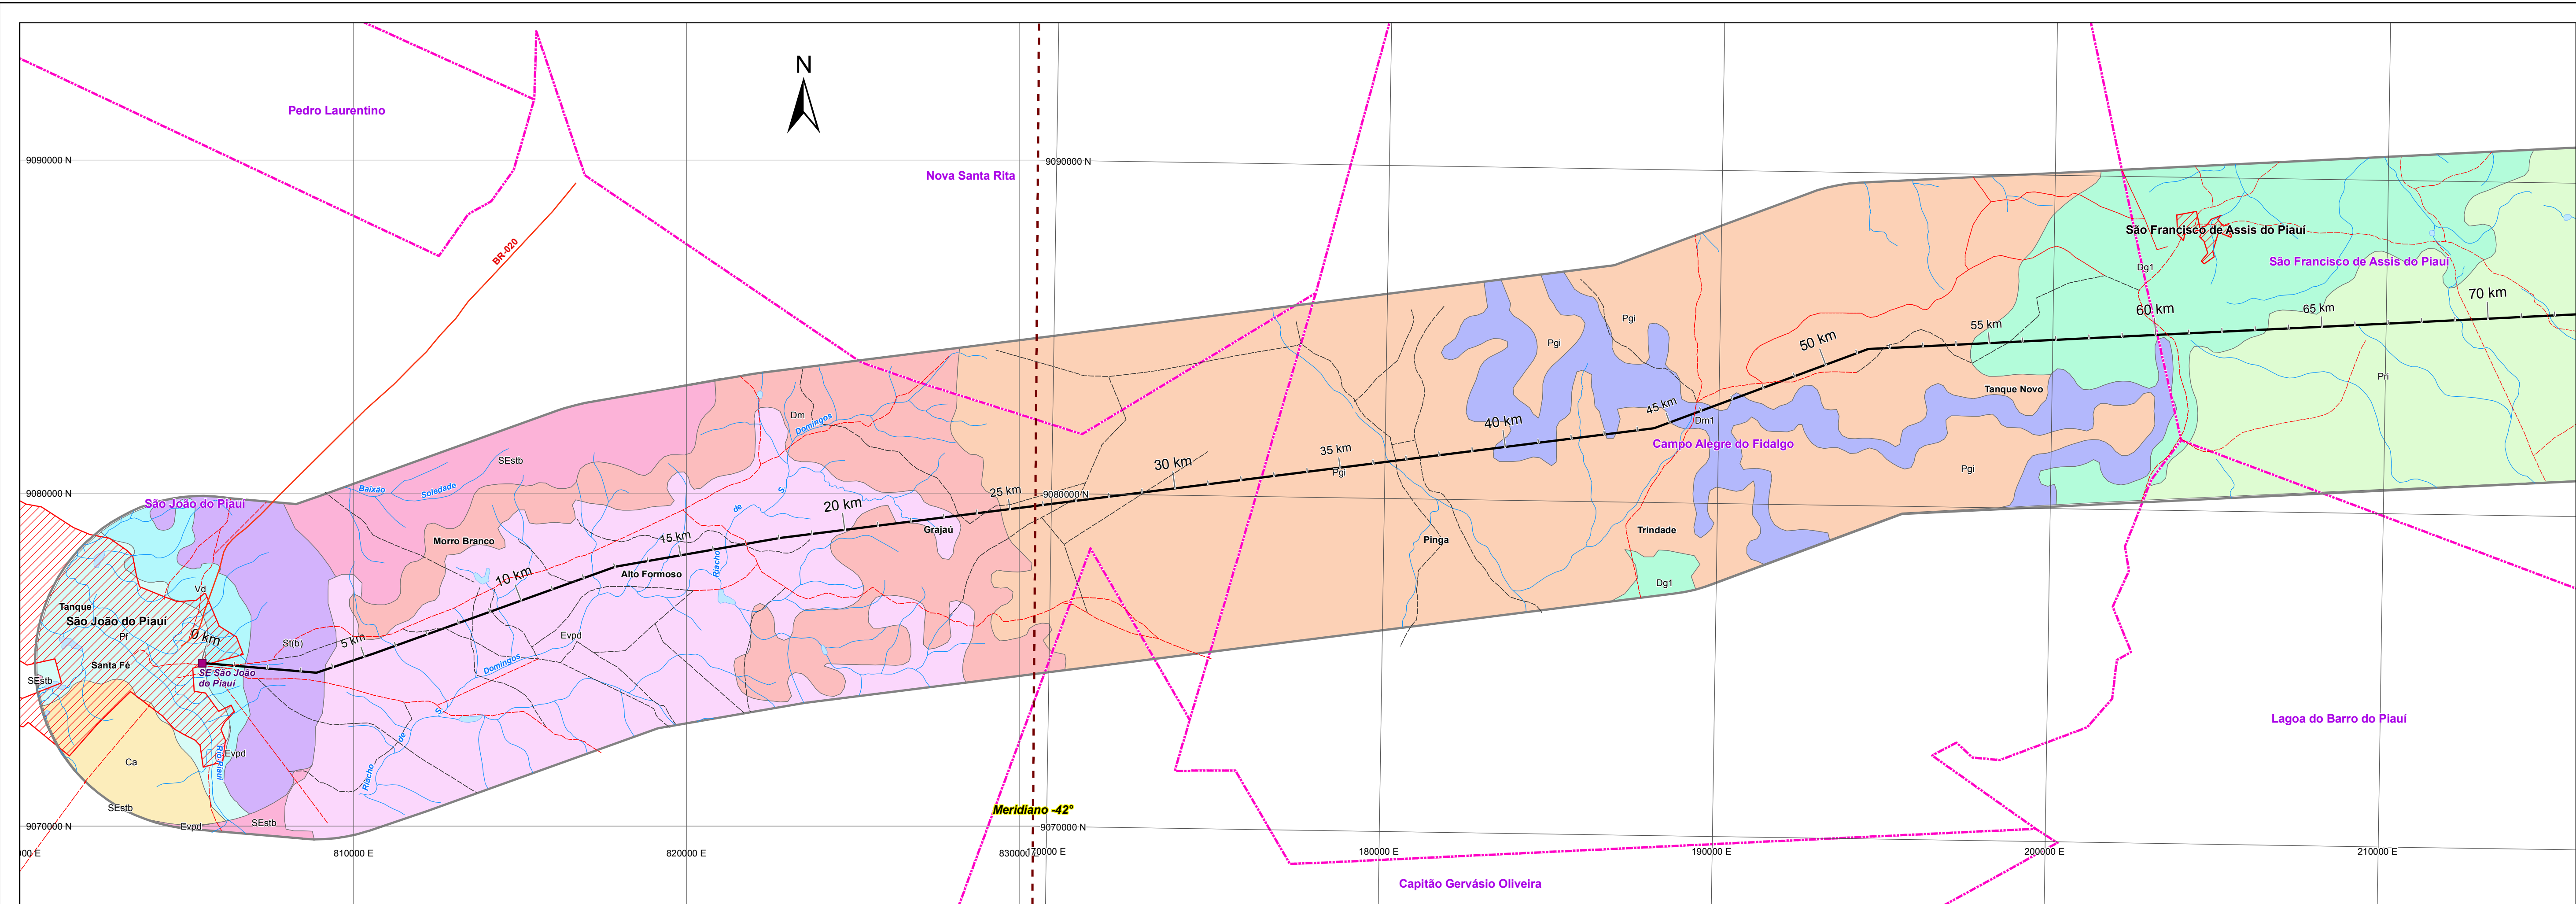 N
Pedro Laurentino
9090000 N
9090000 N
Nova Santa Rita
BR-020
São Francisco de Assis do Piauí
São Francisco de Assis do Piauí
Dg1
70 km
65 km
60 km
55 km
50 km
Pgi
Pgi
Pri
Tanque Novo
45 km
Dm1
40 km
Campo Alegre do Fidalgo
35 km
Pgi
Pgi
30 km
25 km
Dm
Domingos
S.
de
Riacho
SEstb
Baixão
Soledade
9080000 N
9080000 N
São João do Piauí
20 km
Grajaú
Morro Branco
15 km
Alto Formoso
10 km
Pinga
Trindade
Dg1
Vd
Tanque
São João do Piauí
Pf
0 km
St(b)
5 km
Evpd
Santa Fé
SE São João
do Piauí
SEstb
Domingos
S.
de
Riacho
Rio Piauí
Evpd
Ca
SEstb
Evpd
SEstb
Lagoa do Barro do Piauí
Meridiano -42°
9070000 N
9070000 N
00 E
810000 E
820000 E
830000 E
170000 E
180000 E
190000 E
200000 E
210000 E
Capitão Gervásio Oliveira